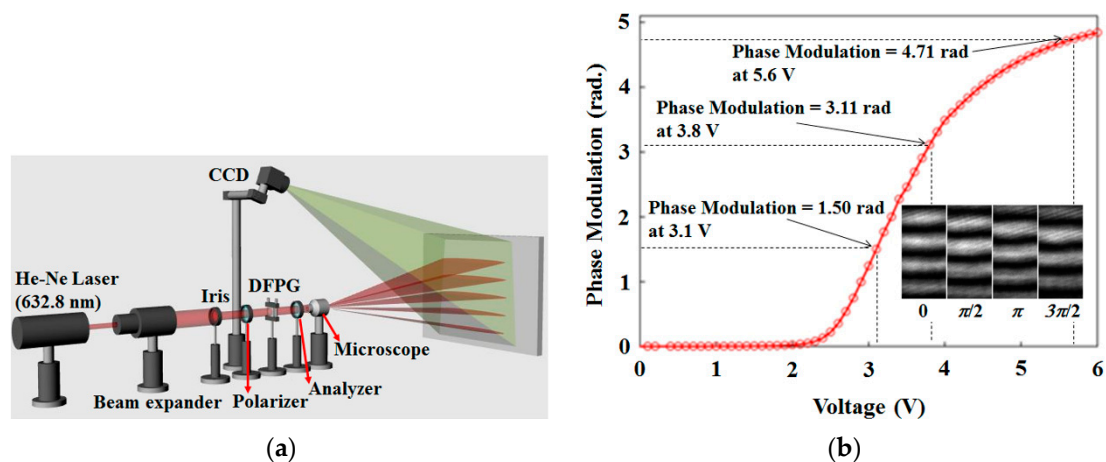 CCD
He-Ne Laser
(632.8 nm)
Iris
DFPG
Microscope
Analyzer
Polarizer
Beam expander
(a)
Phase Modulation (rad.)
5
4
3
2
1
0
Phase Modulation = 4.71 rad
at 5.6 V
Phase Modulation = 3.11 rad
at 3.8 V
Phase Modulation = 1.50 rad
at 3.1 V
0 π/2 π 3π/2
0 1 2 3 4 5 6
Voltage (V)
(b)